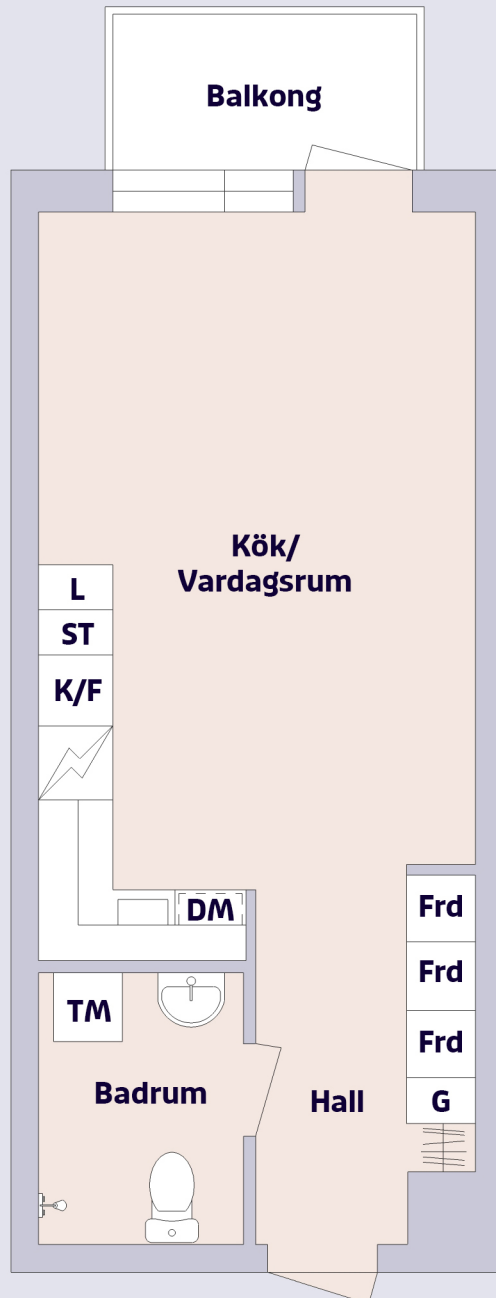 Balkong
Kök/
Vardagsrum
L
ST
K/F
DM
Frd
Frd
Frd
G
TM
Badrum
Hall